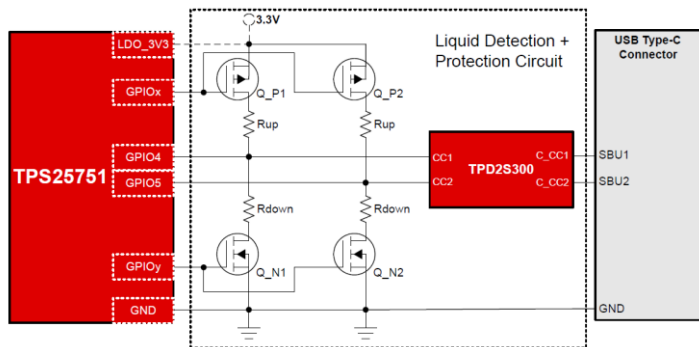 3.3V
Liquid Detection +
Protection Circuit
USB Type-C
Connector
LDO_3V3
GPIOx
Q_P1
Q_P2
Rup
Rup
TPS25751
GPIO4
GPIO5
CC1
CC2
TPD2S300
C_CC1
C_CC2
SBU1
SBU2
Rdown
Rdown
GPIOy
Q_N1
Q_N2
GND
GND